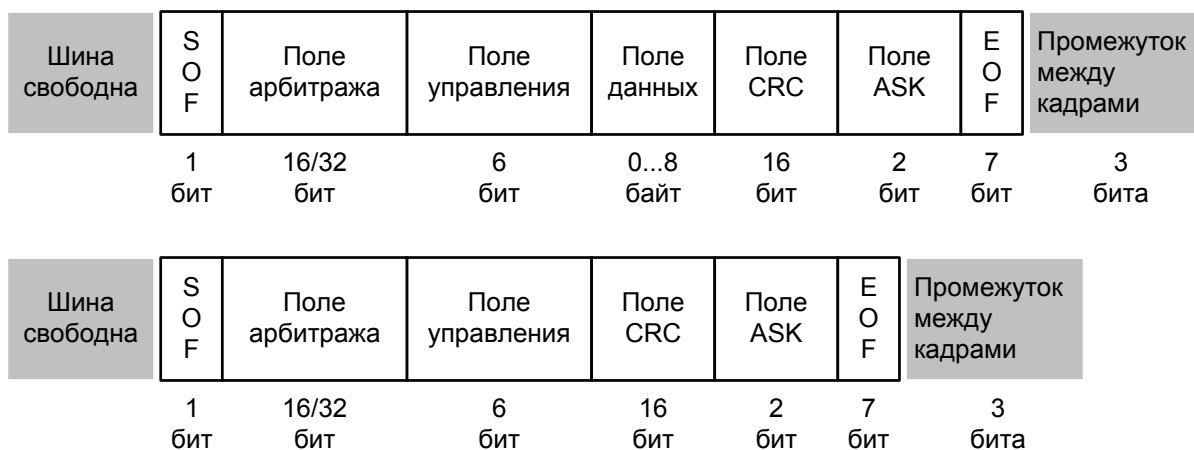 Шина
свободна
S
O
F
Поле
арбитража
Поле
управления
Поле
данных
Поле
CRC
Поле
ASK
E
O
F
Промежуток
между
кадрами
1
бит
16/32
бит
6
бит
0...8
байт
16
бит
2
бит
7
бит
3
бита
Шина
свободна
S
O
F
Поле
арбитража
Поле
управления
Поле
CRC
Поле
ASK
E
O
F
Промежуток
между
кадрами
1
бит
16/32
бит
6
бит
16
бит
2
бит
7
бит
3
бита